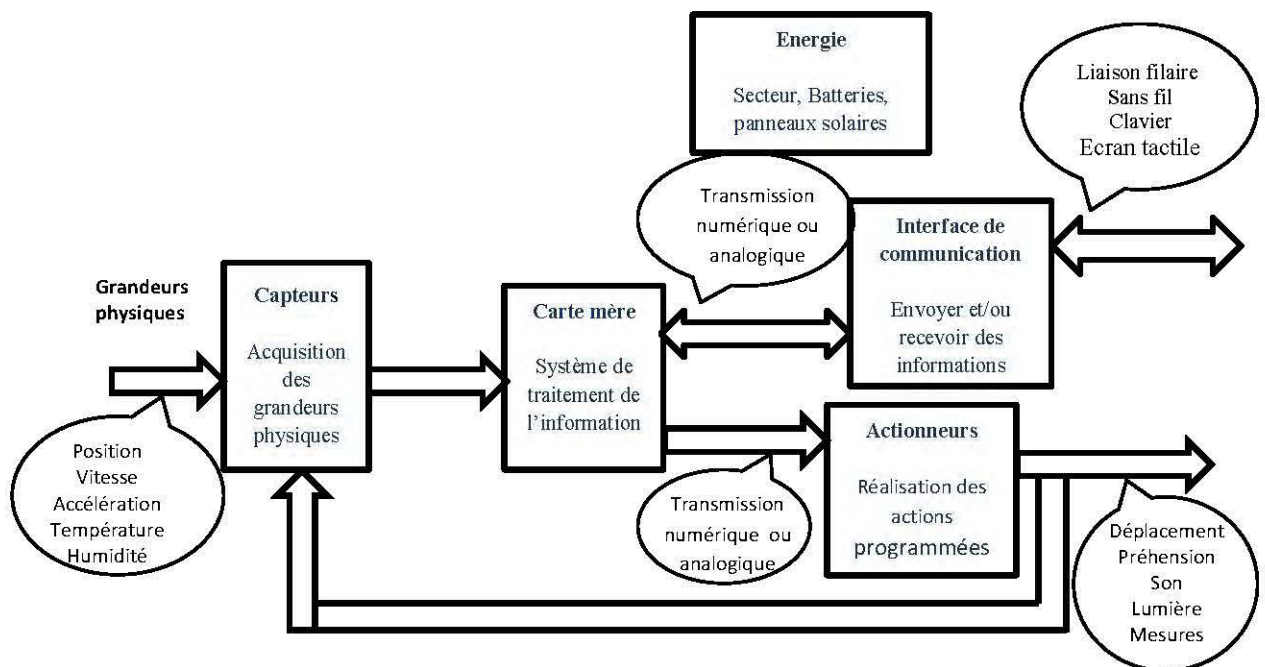 Energie
Secteur, Batteries,
panneaux solaires
Liaison filaire
Sans fil
Clavier
Ecran tactile
Transmission
numérique ou
analogique
Interface de
communication
Envoyer et/ou
recevoir des
informations
Grandeurs
physiques
Capteurs
Acquisition
des
grandeurs
physiques
Carte mère
Système de
traitement de
l’information
Position
Vitesse
Accélération
Température
Humidité
Transmission
numérique ou
analogique
Actionneurs
Réalisation des
actions
programmées
Déplacement
Préhension
Son
Lumière
Mesures